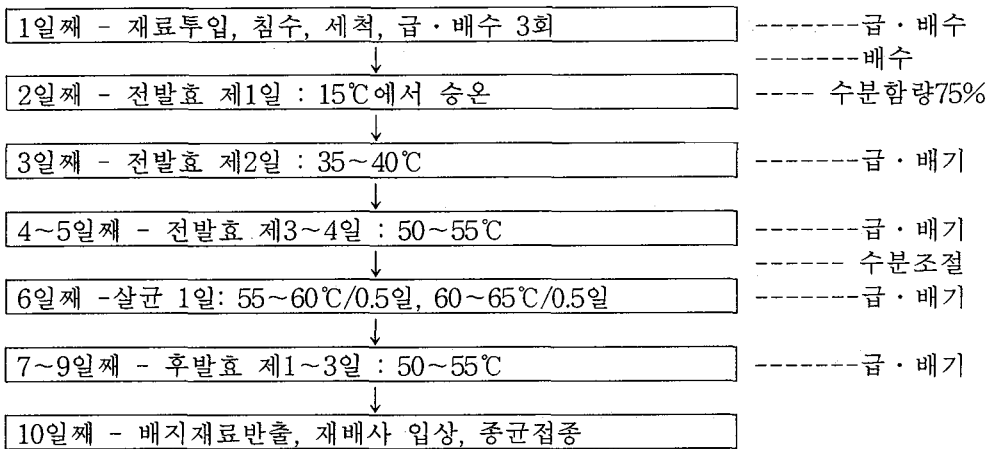 1일째 - 재료투입, 침수, 세척, 급·배수 3회 -------급·배수
↓ -------배수
2일째 - 전발효 제1일 : 15℃에서 승온 ---- 수분함량75%
↓
3일째 - 전발효 제2일 : 35~40℃ -------급·배기
↓
4~5일째 - 전발효 제3~4일 : 50~55℃ -------급·배기
↓ ------ 수분조절
6일째 -살균 1일: 55~60℃/0.5일, 60~65℃/0.5일 -------급·배기
↓
7~9일째 - 후발효 제1~3일 : 50~55℃ -------급·배기
↓
10일째 - 배지재료반출, 재배사 입상, 종균접종